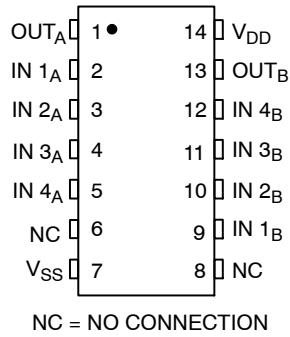 OUTA 1 14 VDD
IN 1A 2 13 OUTB
IN 2A 3 12 IN 4B
IN 3A 4 11 IN 3B
IN 4A 5 10 IN 2B
NC 6 9 IN 1B
VSS 7 8 NC
NC = NO CONNECTION